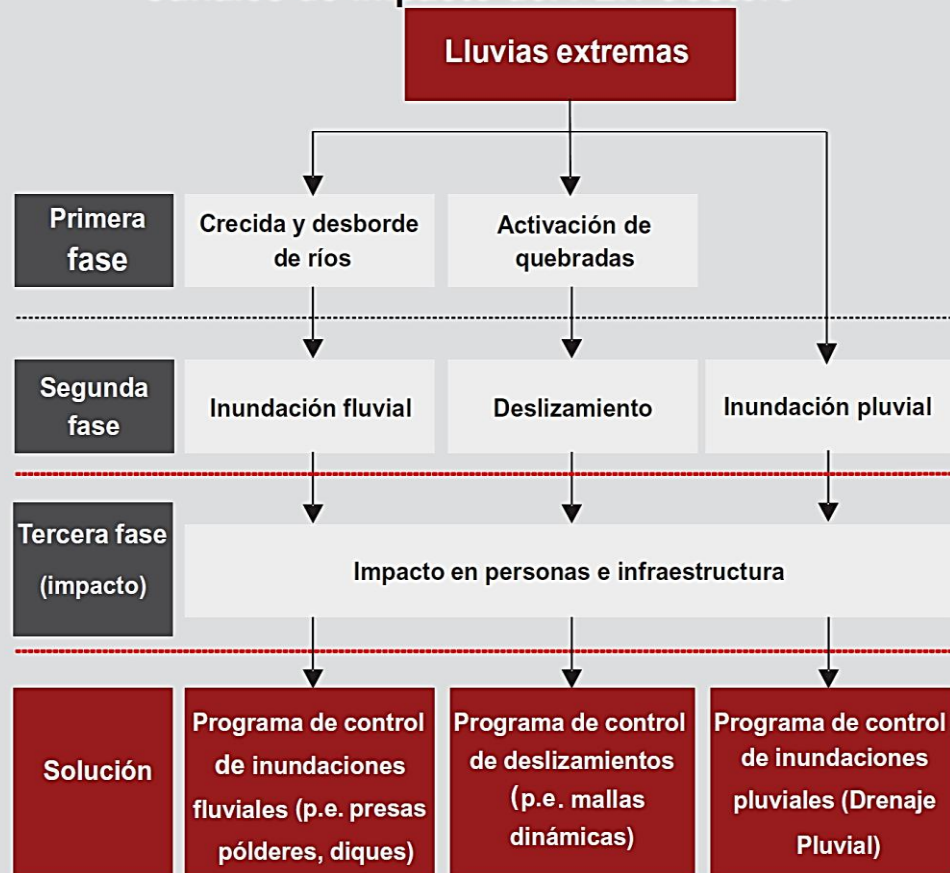 Lluvias extremas
Primera
fase
Crecida y desborde
de ríos
Activación de
quebradas
Segunda
fase
Inundación fluvial
Deslizamiento
Inundación pluvial
Tercera fase
(impacto)
Impacto en personas e infraestructura
Solución
Programa de control
de inundaciones
fluviales (p.e. presas
pólderes, diques)
Programa de control
de deslizamientos
(p.e. mallas
dinámicas)
Programa de control
de inundaciones
pluviales (Drenaje
Pluvial)